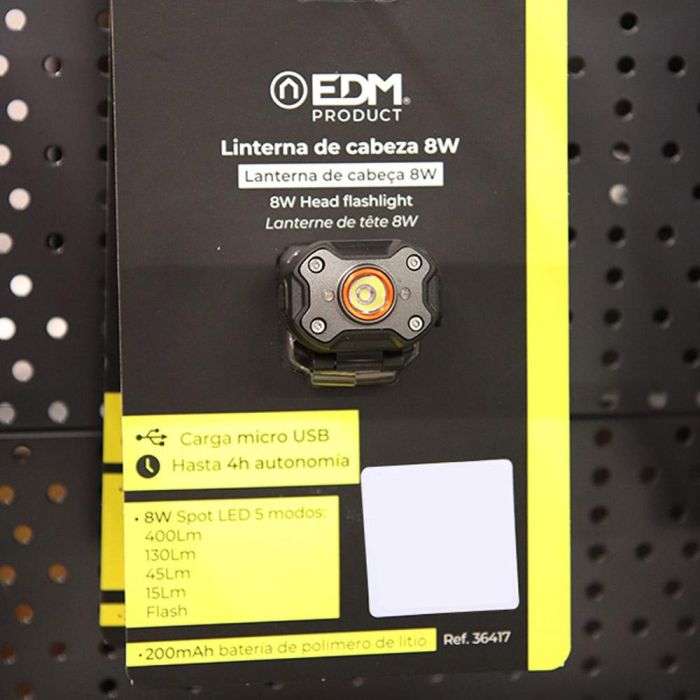 EDM®
PRODUCT
Linterna de cabeza 8W
Lanterna de cabeça 8W
8W Head flashlight
Lanterne de tête 8W
Carga micro USB
Hasta 4h autonomía
• 8W Spot LED 5 modos:
400Lm
130Lm
45Lm
15Lm
Flash
• 200mAh batería de polímero de litio
Ref. 36417